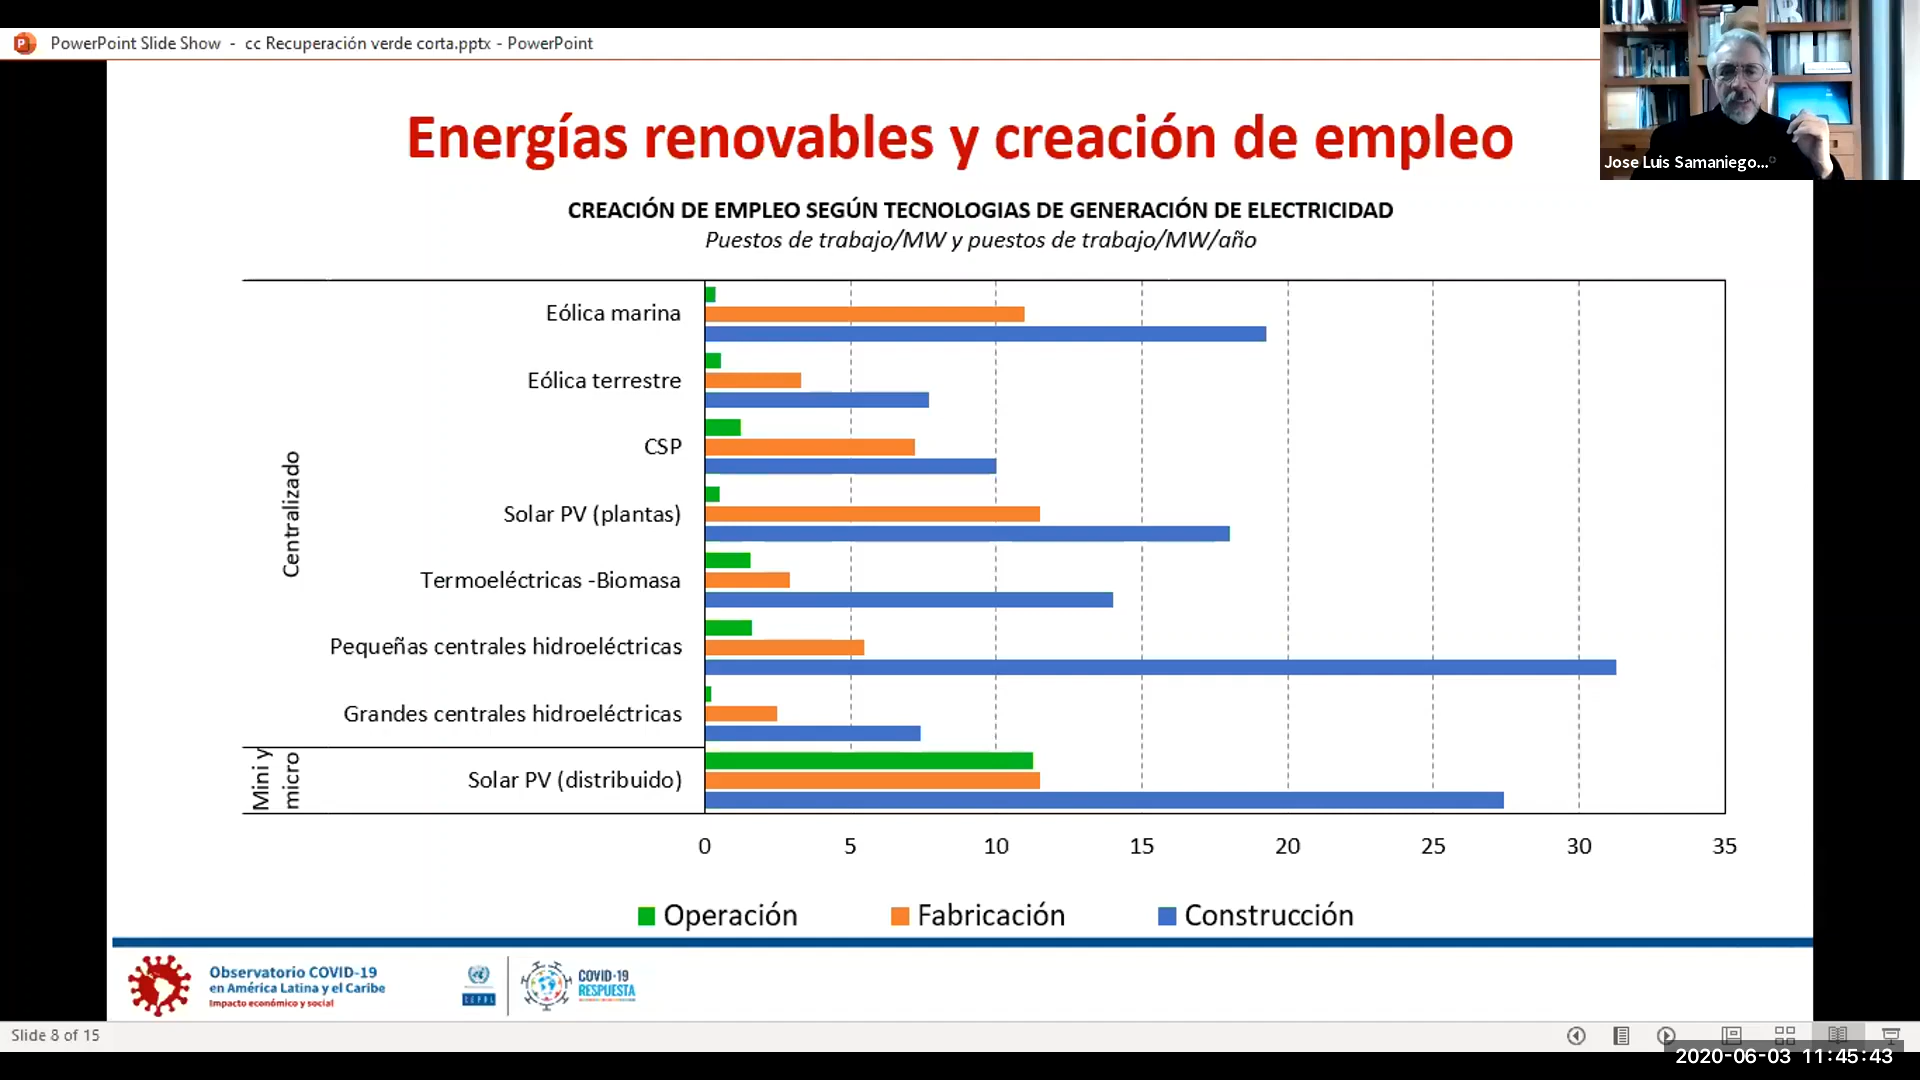 PowerPoint Slide Show - cc Recuperación verde corta.pptx - PowerPoint
Jose Luis Samaniego...
Energías renovables y creación de empleo
CREACIÓN DE EMPLEO SEGÚN TECNOLOGIAS DE GENERACIÓN DE ELECTRICIDAD
Puestos de trabajo/MW y puestos de trabajo/MW/año
Centralizado
Eólica marina
Eólica terrestre
CSP
Solar PV (plantas)
Termoeléctricas -Biomasa
Pequeñas centrales hidroeléctricas
Grandes centrales hidroeléctricas
Mini y
micro
Solar PV (distribuido)
0 5 10 15 20 25 30 35
Operación Fabricación Construcción
Observatorio COVID-19
en América Latina y el Caribe
Impacto económico y social
CEPAL
COVID-19
RESPUESTA
Slide 8 of 15
2020-06-03 11:45:43